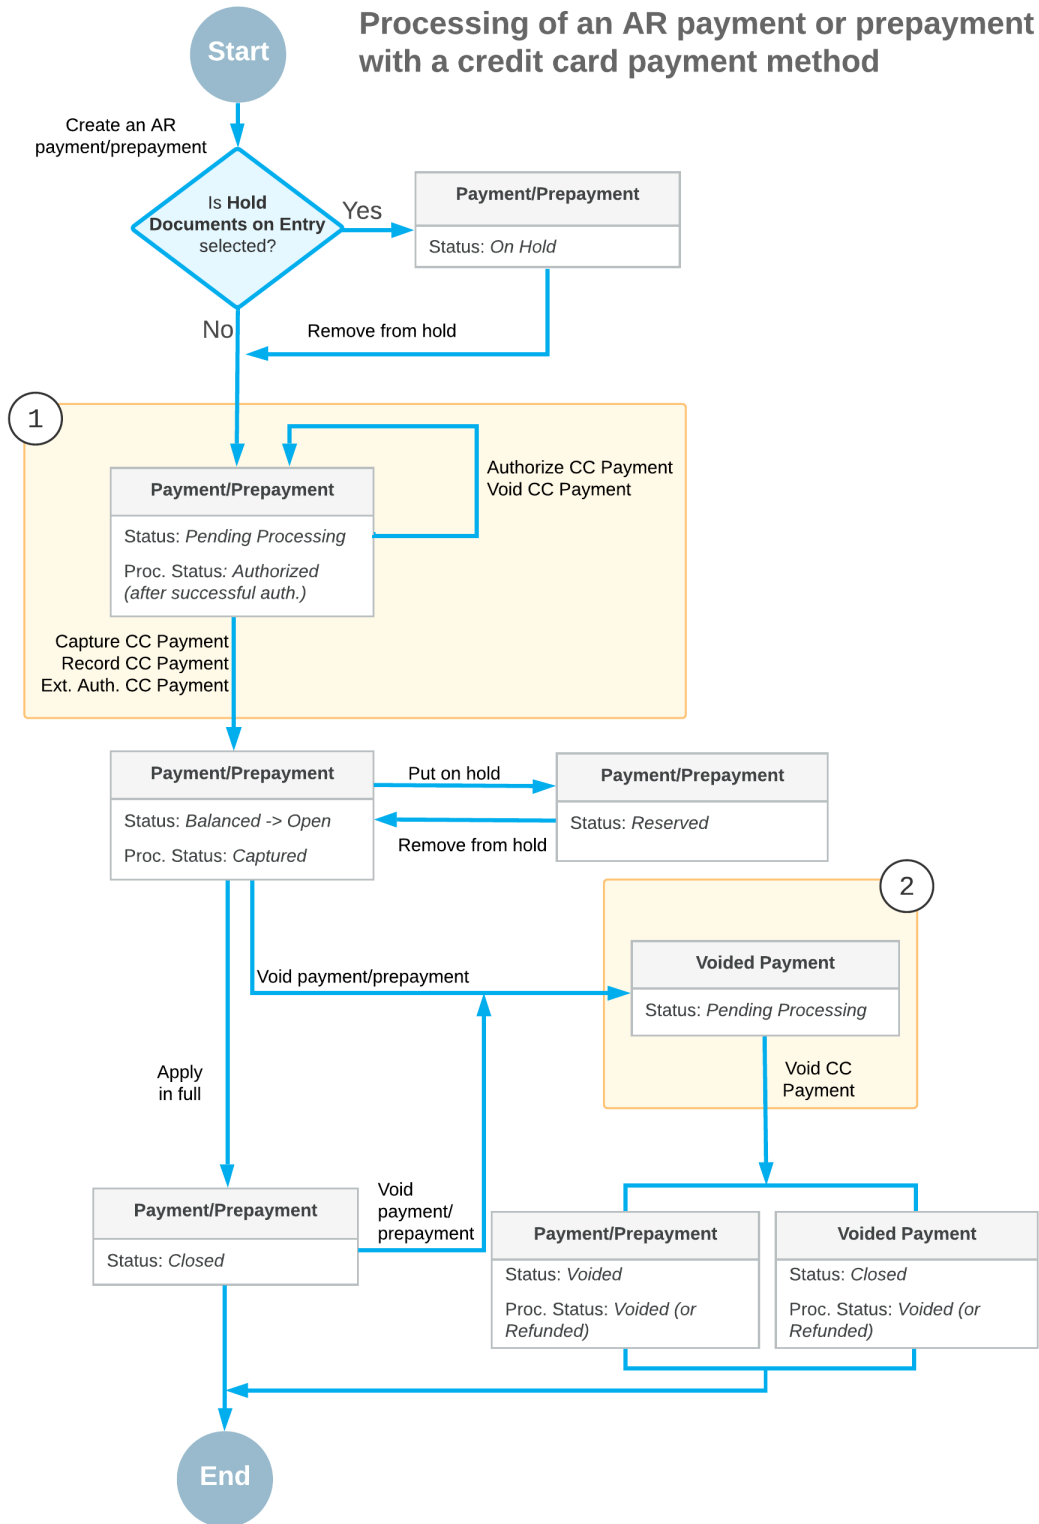 Processing of an AR payment or prepayment
with a credit card payment method
Start
Create an AR
payment/prepayment
Is Hold
Documents on Entry
selected?
Yes
Payment/Prepayment
Status: On Hold
No
Remove from hold
1
Payment/Prepayment
Status: Pending Processing
Proc. Status: Authorized
(after successful auth.)
Authorize CC Payment
Void CC Payment
Capture CC Payment
Record CC Payment
Ext. Auth. CC Payment
Payment/Prepayment
Status: Balanced -> Open
Proc. Status: Captured
Put on hold
Remove from hold
Payment/Prepayment
Status: Reserved
2
Void payment/prepayment
Voided Payment
Status: Pending Processing
Void CC
Payment
Apply
in full
Payment/Prepayment
Status: Closed
Void
payment/
prepayment
Payment/Prepayment
Status: Voided
Proc. Status: Voided (or
Refunded)
Voided Payment
Status: Closed
Proc. Status: Voided (or
Refunded)
End